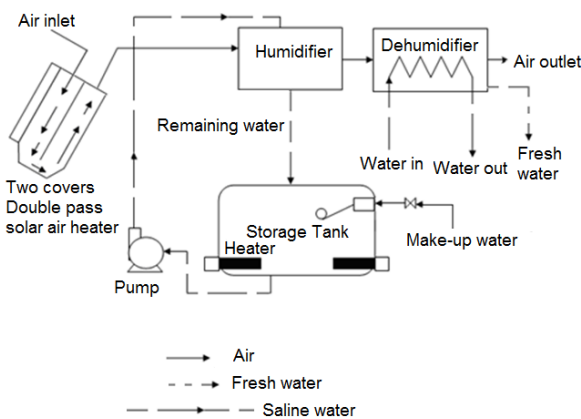 Air inlet
Humidifier
Dehumidifier
Air outlet
Remaining water
Water in
Water out
Fresh
water
Two covers
Double pass
solar air heater
Storage Tank
Heater
Make-up water
Pump
Air
Fresh water
Saline water